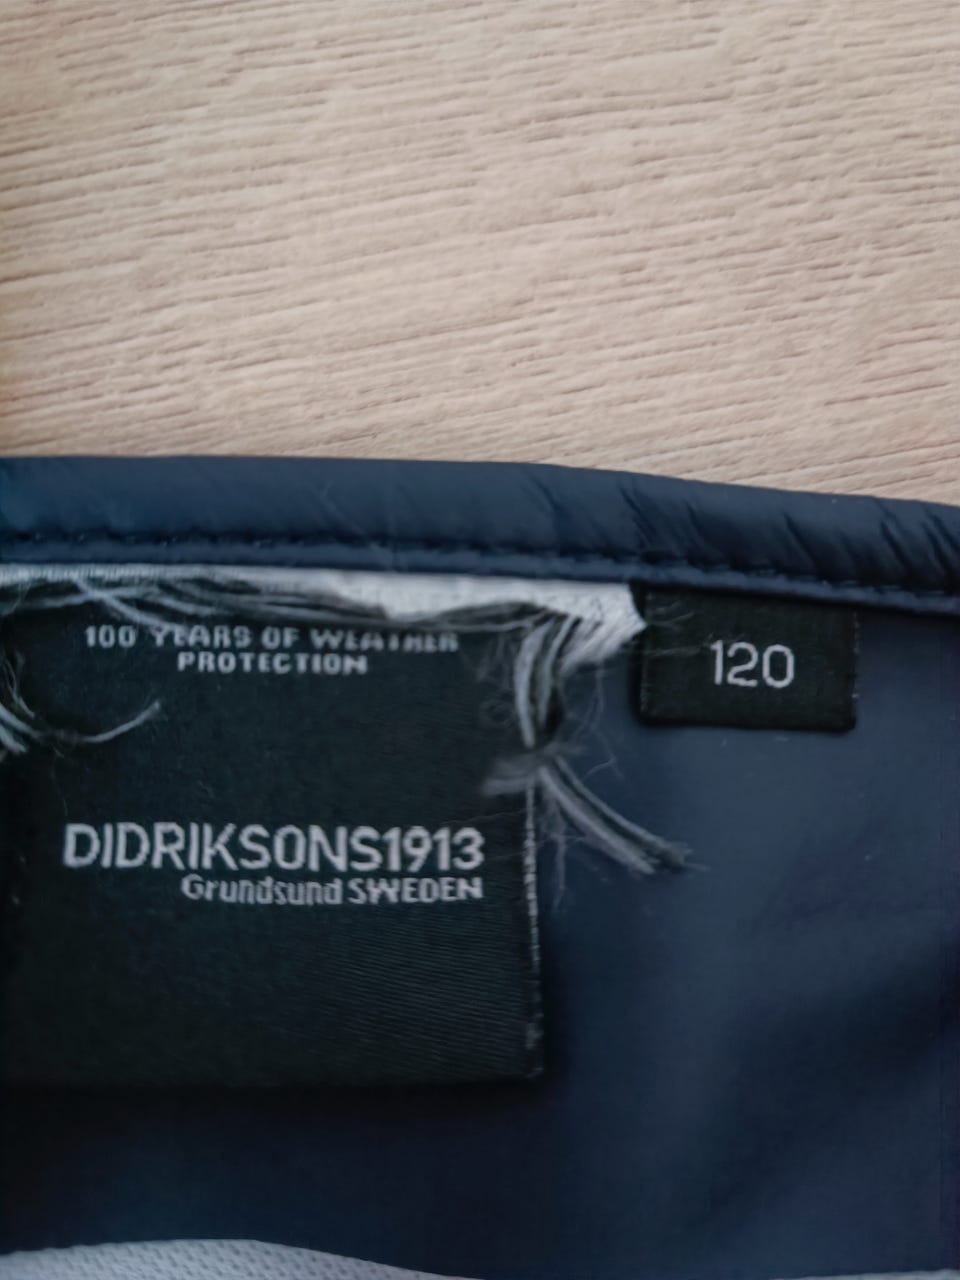 100 YEARS OF WEATHER
PROTECTION
120
DIDRIKSONS1913
Grundsund SWEDEN